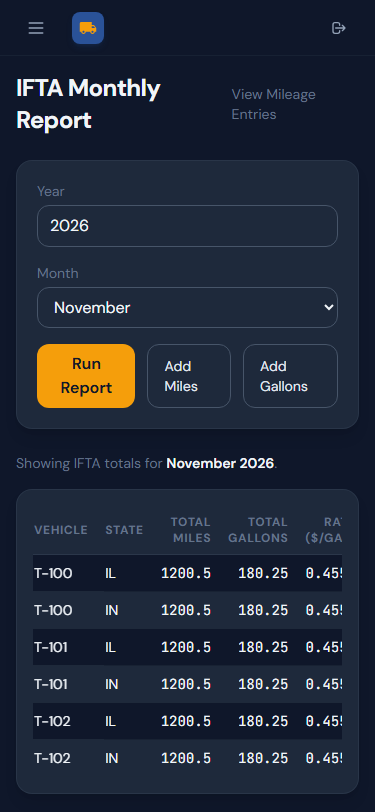 IFTA Monthly
Report
View Mileage
Entries
Year
2026
Month
November
Run
Report
Add
Miles
Add
Gallons
Showing IFTA totals for November 2026.
VEHICLE STATE TOTAL MILES TOTAL GALLONS
T-100 IL 1200.5 180.25
T-100 IN 1200.5 180.25
T-101 IL 1200.5 180.25
T-101 IN 1200.5 180.25
T-102 IL 1200.5 180.25
T-102 IN 1200.5 180.25